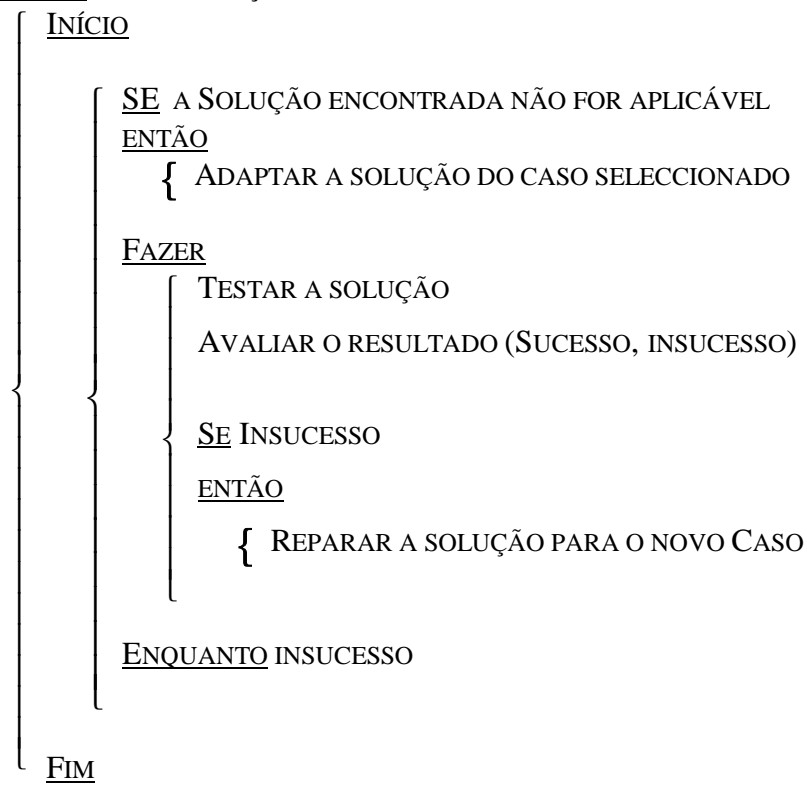 INÍCIO
SE A SOLUÇÃO ENCONTRADA NÃO FOR APLICÁVEL
ENTÃO
{ ADAPTAR A SOLUÇÃO DO CASO SELECCIONADO
FAZER
TESTAR A SOLUÇÃO
AVALIAR O RESULTADO (SUCESSO, INSUCESSO)
SE INSUCESSO
ENTÃO
{ REPARAR A SOLUÇÃO PARA O NOVO CASO
ENQUANTO INSUCESSO
FIM